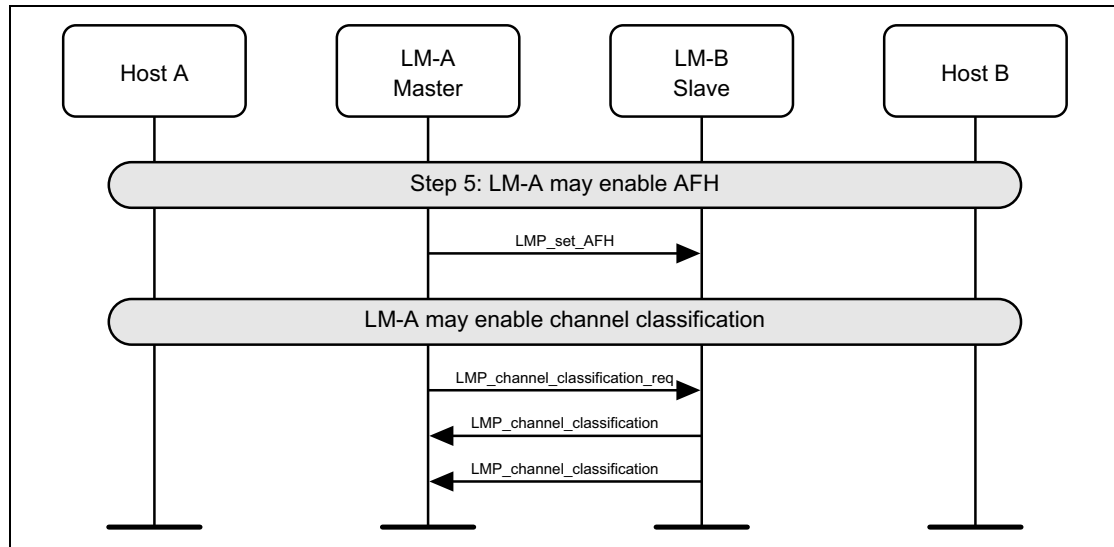 Host A
LM-A
Master
LM-B
Slave
Host B
Step 5: LM-A may enable AFH
LMP_set_AFH
LM-A may enable channel classification
LMP_channel_classification_req
LMP_channel_classification
LMP_channel_classification